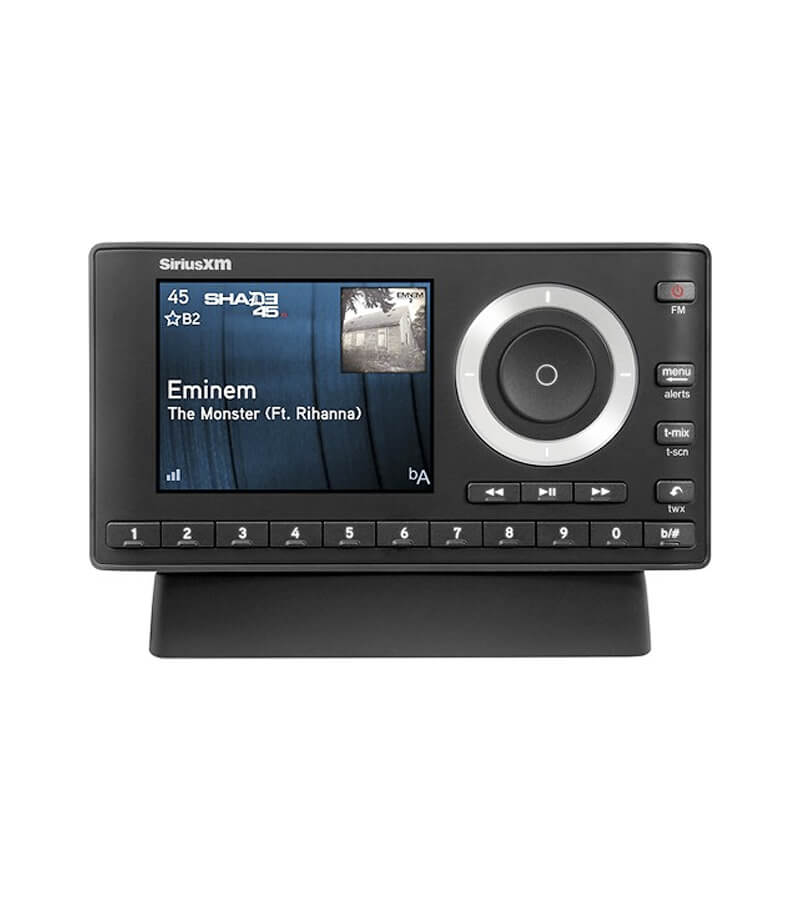 SiriusXM
45 SHADE 45
B2
EMINEM
Eminem
The Monster (Ft. Rihanna)
bA
FM
menu
alerts
t-mix
t-scn
twx
1 2 3 4 5 6 7 8 9 0 b/#